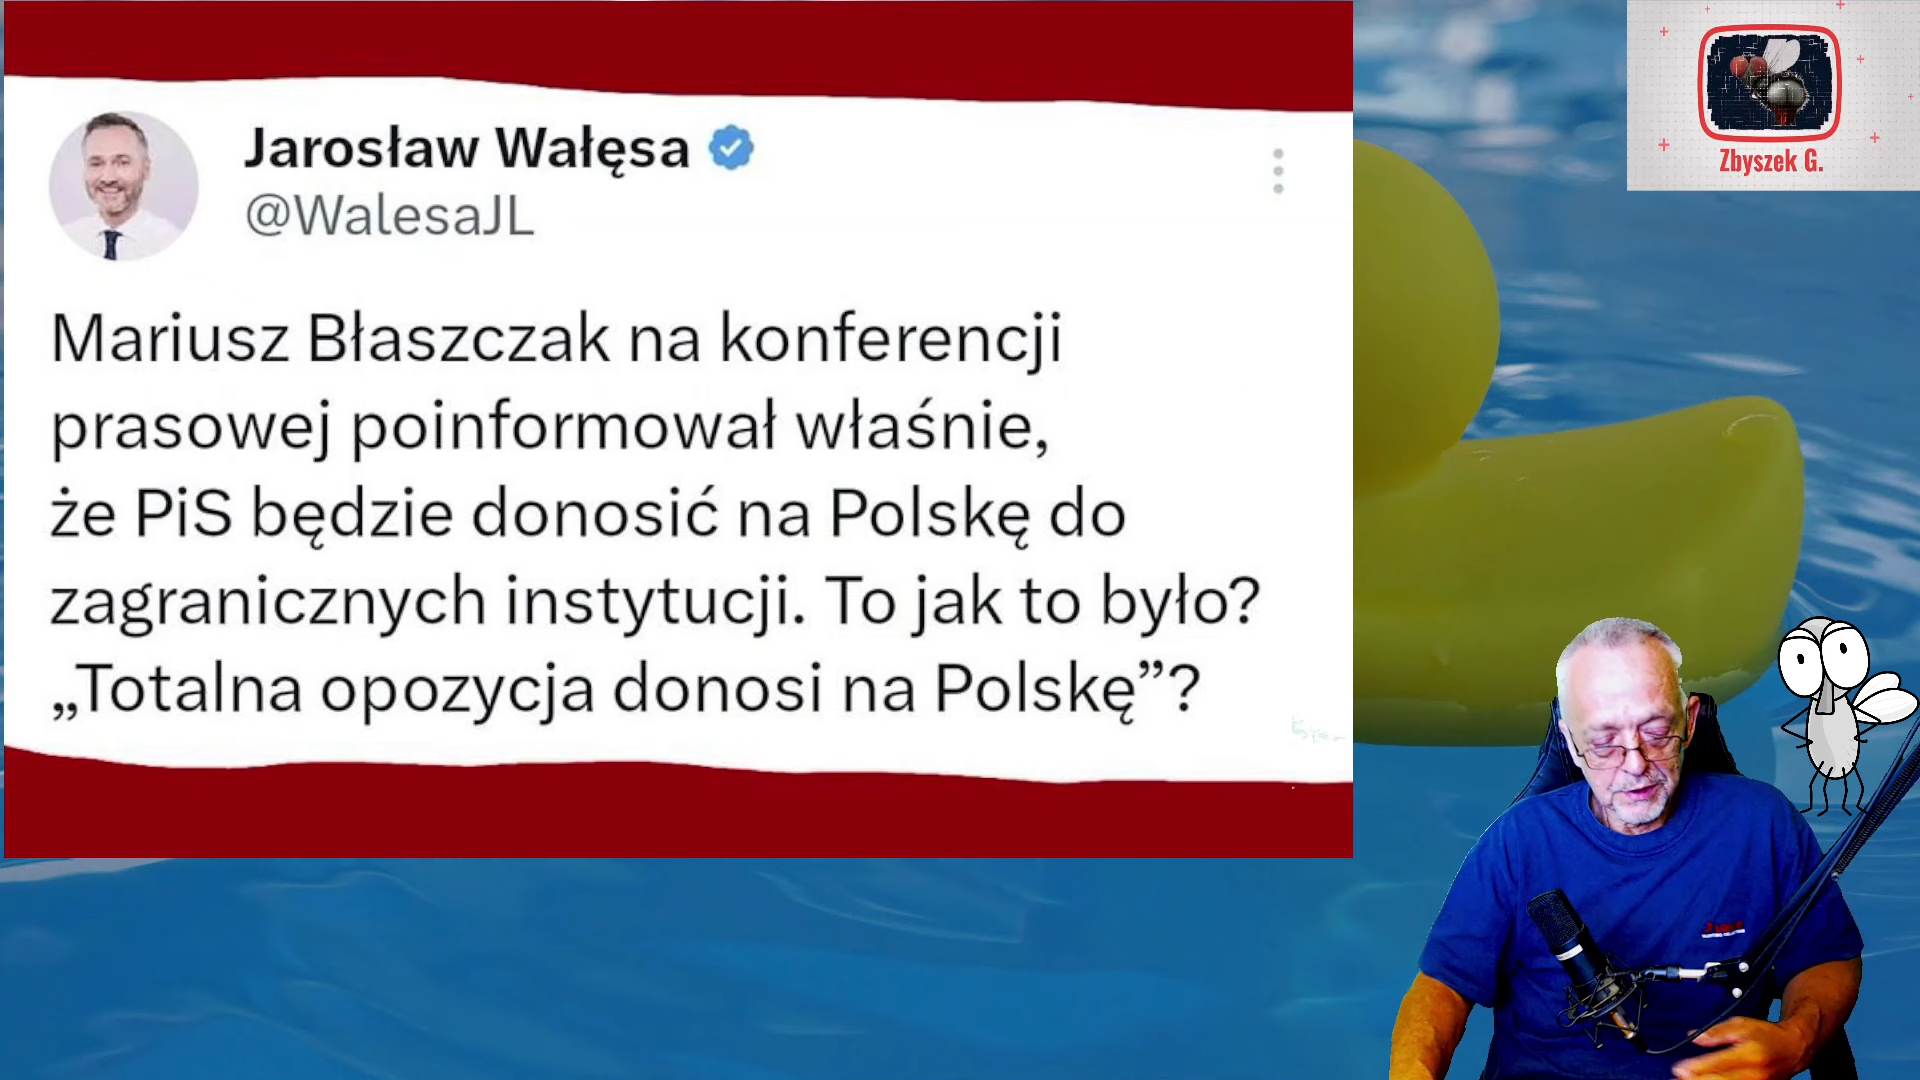 Jarosław Wałęsa
@WalesaJL
Mariusz Błaszczak na konferencji
prasowej poinformował właśnie,
że PiS będzie donosić na Polskę do
zagranicznych instytucji. To jak to było?
„Totalna opozycja donosi na Polskę”?
Zbyszek G.